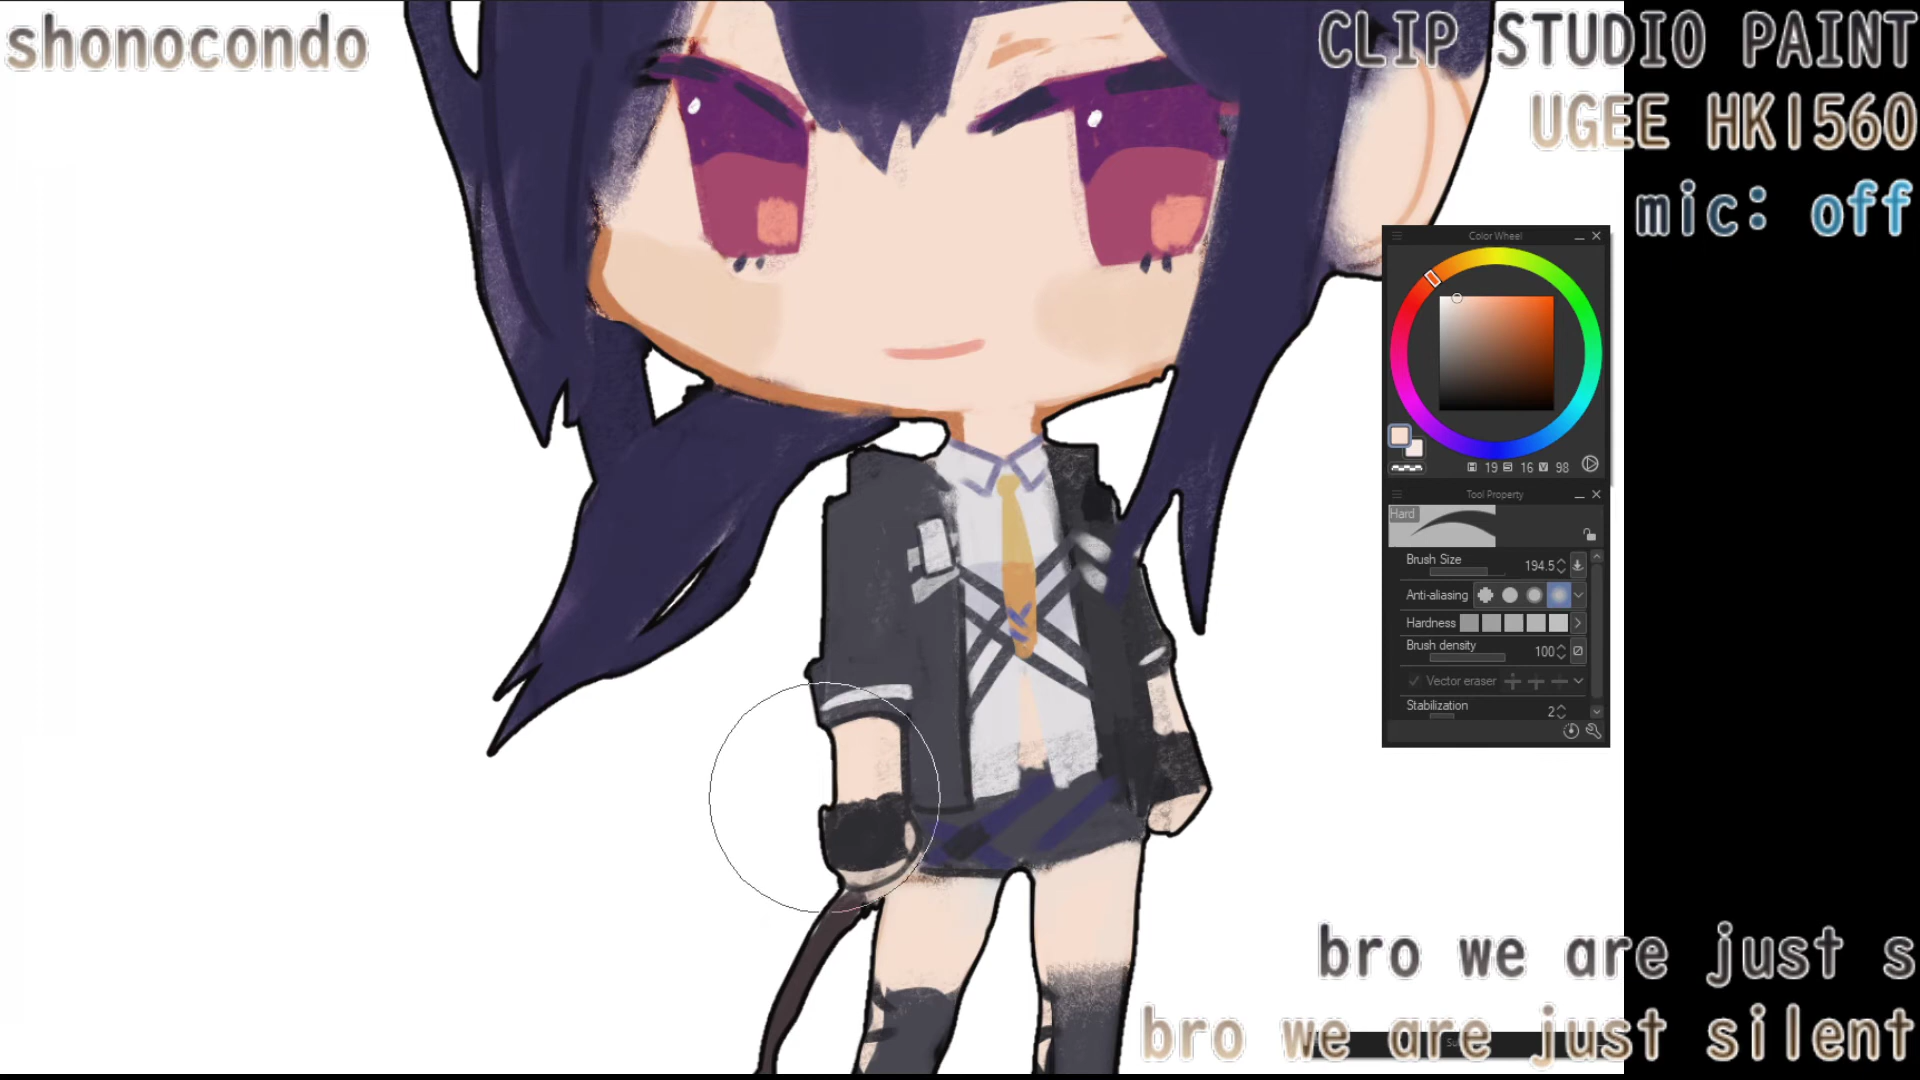 shonocondo
CLIP STUDIO PAINT
UGEE HK1560
mic: off
Color Wheel
H 19 S 16 V 98
Tool Property
Hard
Brush Size 194.5
Anti-aliasing
Hardness
Brush density 100
Vector eraser
Stabilization 2
bro we are just s
bro we are just silent